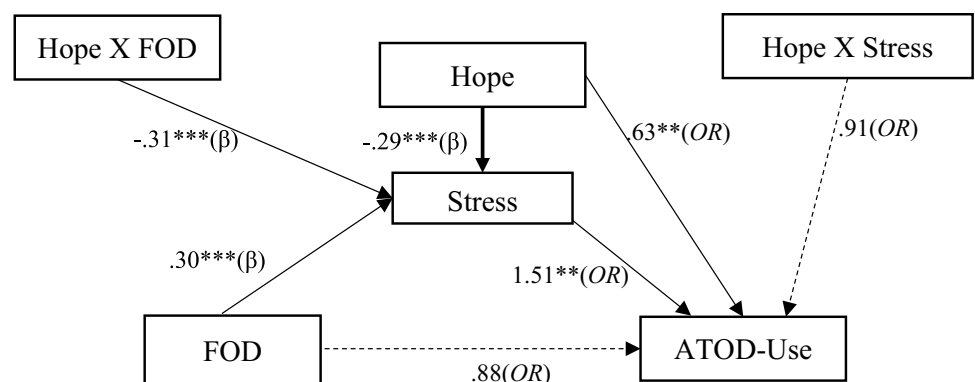 Hope X FOD
Hope
Hope X Stress
-.31***(β)
-.29***(β)
.63**(OR)
.91(OR)
Stress
.30***(β)
1.51**(OR)
FOD
ATOD-Use
.88(OR)